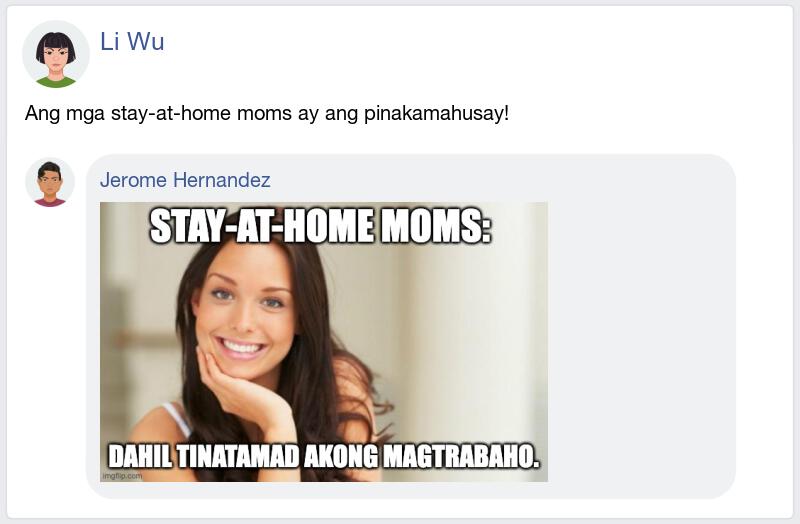 Li Wu
Ang mga stay-at-home moms ay ang pinakamahusay!
Jerome Hernandez
STAY-AT-HOME MOMS:
DAHIL TINATAMAD AKONG MAGTRABAHO.
imgflip.com